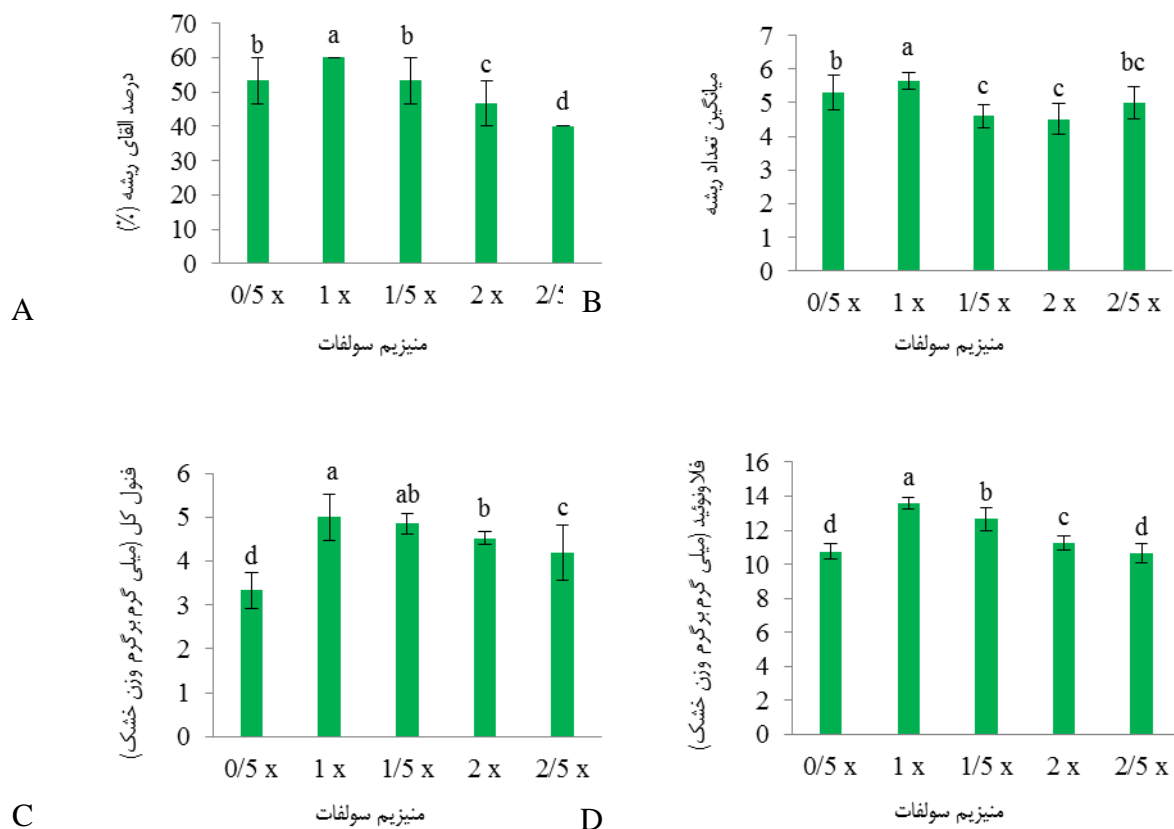 درصد القای ریشه (%)
70
60
50
40
30
20
10
0
b
a
b
c
d
0/5 x
1 x
1/5 x
2 x
2/5
منیزیم سولفات
A
میانگین تعداد ریشه
7
6
5
4
3
2
1
0
b
a
c
c
bc
0/5 x
1 x
1/5 x
2 x
2/5 x
منیزیم سولفات
B
فنول کل (میلی گرم برگرم وزن خشک)
6
5
4
3
2
1
0
d
a
ab
b
c
0/5 x
1 x
1/5 x
2 x
2/5 x
منیزیم سولفات
C
فلاونوئید (میلی گرم برگرم وزن خشک)
16
14
12
10
8
6
4
2
0
d
a
b
c
d
0/5 x
1 x
1/5 x
2 x
2/5 x
منیزیم سولفات
D